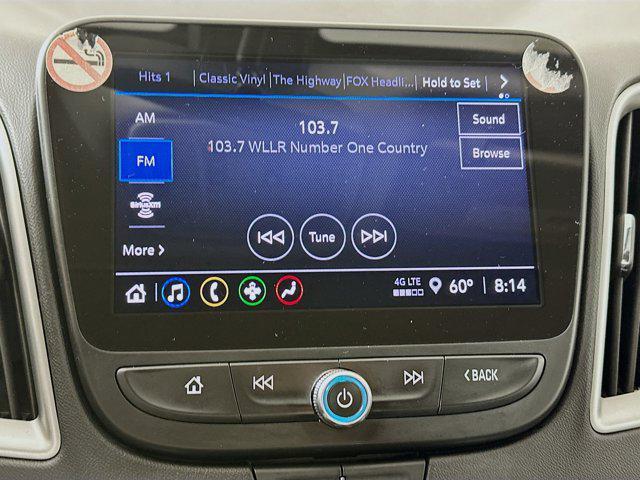 Hits 1 Classic Vinyl The Highway FOX Headli... Hold to Set
AM
103.7
Sound
FM
103.7 WLLR Number One Country
Browse
SiriusXM
Tune
More
4G LTE
60° 8:14
BACK